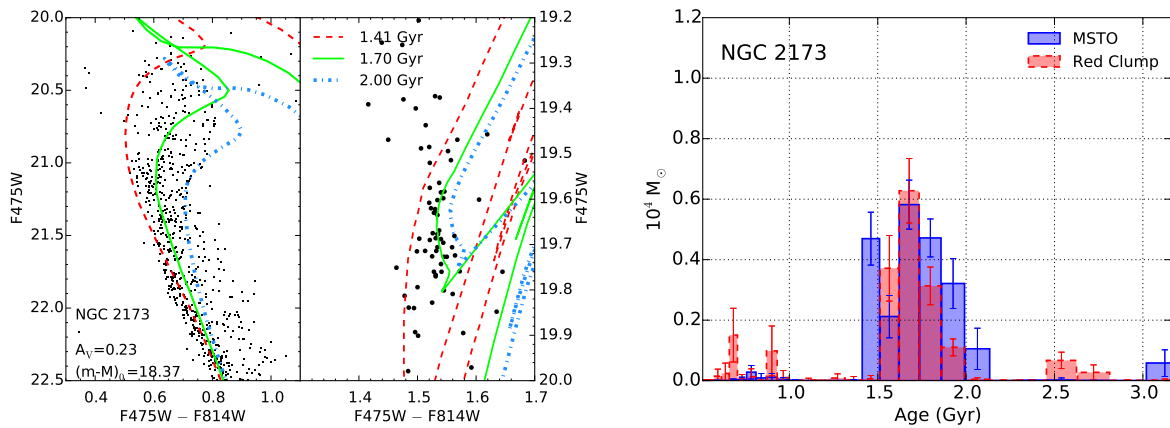 20.0
20.5
21.0
21.5
22.0
22.5
F475W
0.4 0.6 0.8 1.0
F475W − F814W
NGC 2173
A_V=0.23
(m-M)_0=18.37
1.41 Gyr
1.70 Gyr
2.00 Gyr
1.4 1.5 1.6 1.7
F475W − F814W
19.2
19.3
19.4
19.5
19.6
19.7
19.8
19.9
20.0
F475W
NGC 2173
MSTO
Red Clump
1.2
1.0
0.8
0.6
0.4
0.2
0.0
10⁴ M☉
1.0 1.5 2.0 2.5 3.0
Age (Gyr)